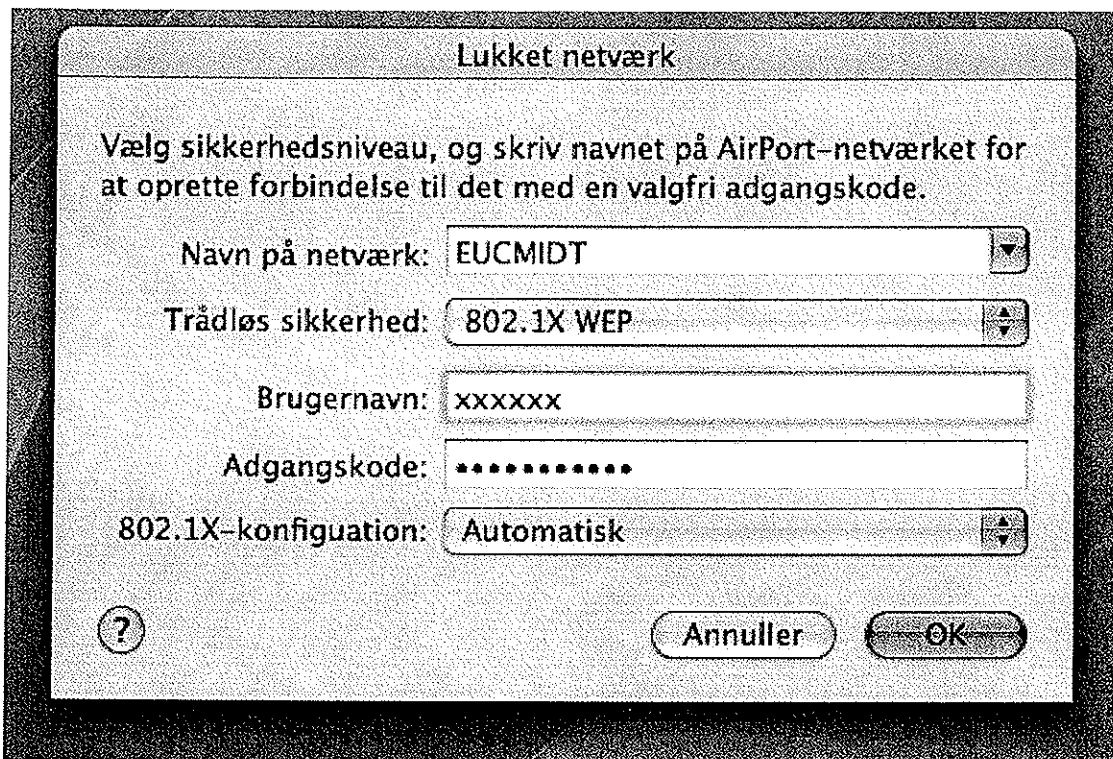 Lukket netværk
Vælg sikkerhedsniveau, og skriv navnet på AirPort-netværket for
at oprette forbindelse til det med en valgfri adgangskode.
Navn på netværk: EUCMIDT
Trådløs sikkerhed: 802.1X WEP
Brugernavn: xxxxxx
Adgangskode: •••••••••••
802.1X-konfiguation: Automatisk
? Annuller OK